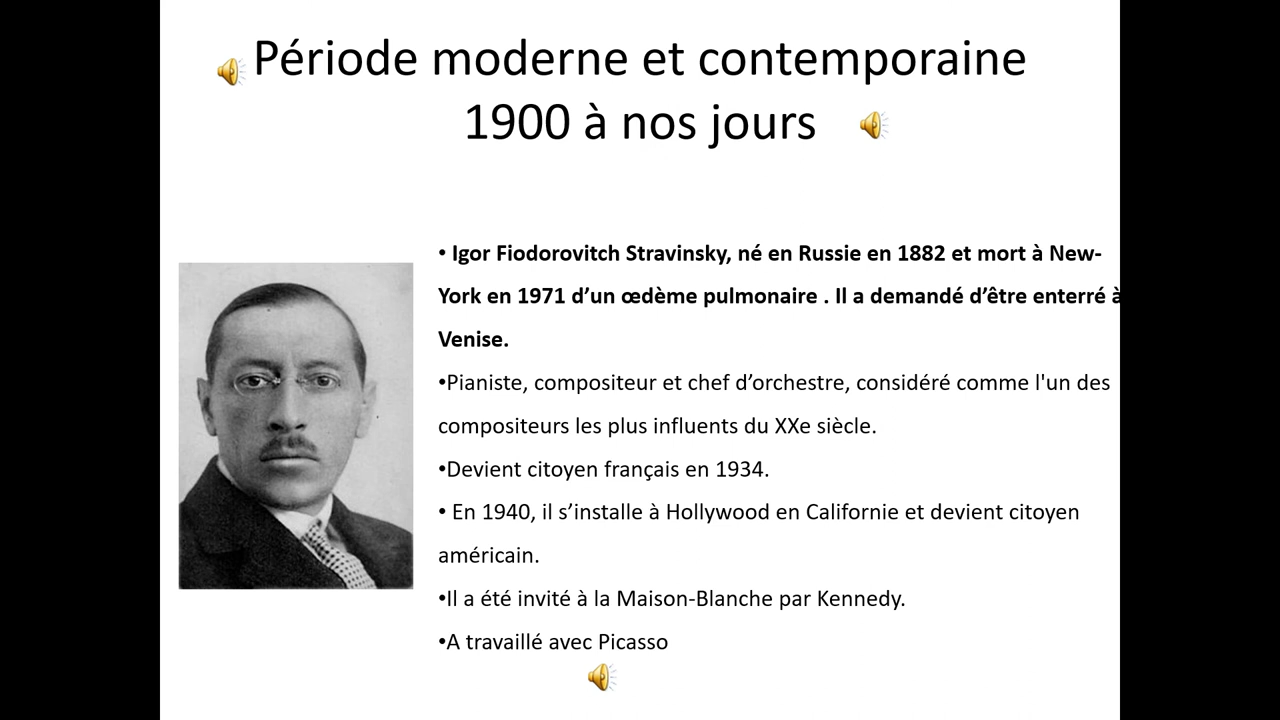 Période moderne et contemporaine
1900 à nos jours
• Igor Fiodorovitch Stravinsky, né en Russie en 1882 et mort à New-
York en 1971 d’un œdème pulmonaire . Il a demandé d’être enterré à
Venise.
•Pianiste, compositeur et chef d’orchestre, considéré comme l'un des
compositeurs les plus influents du XXe siècle.
•Devient citoyen français en 1934.
• En 1940, il s’installe à Hollywood en Californie et devient citoyen
américain.
•Il a été invité à la Maison-Blanche par Kennedy.
•A travaillé avec Picasso